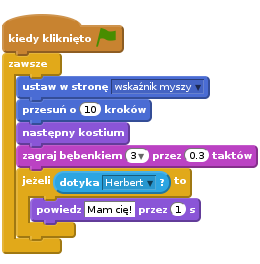 kiedy kliknięto
zawsze
ustaw w stronę wskaźnik myszy
przesuń o 10 kroków
następny kostium
zagraj bębenkiem 3 przez 0.3 taktów
jeżeli dotyka Herbert ? to
powiedz Mam cię! przez 1 s